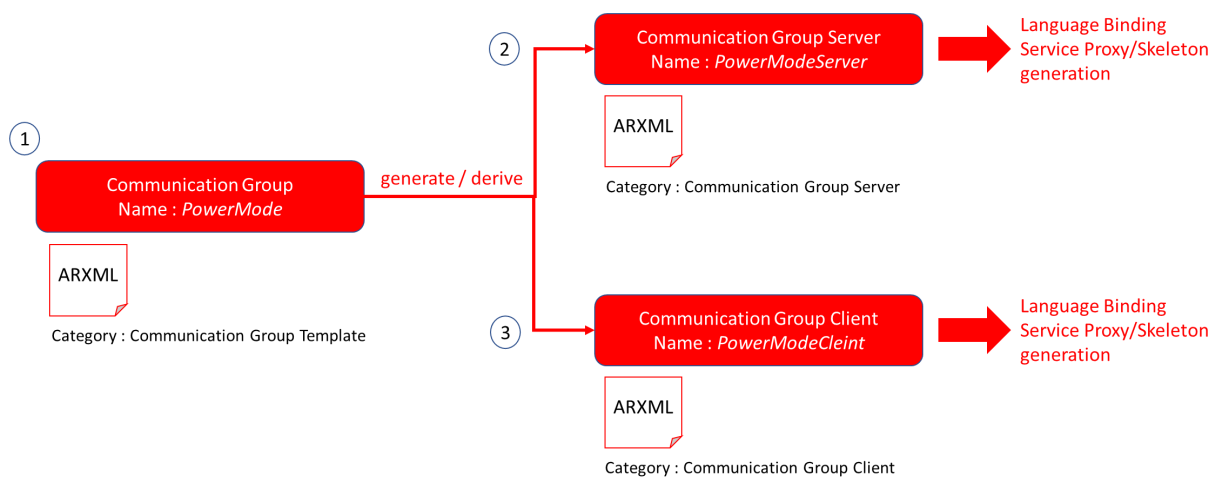 1
Communication Group
Name : PowerMode
ARXML
Category : Communication Group Template
generate / derive
2
Communication Group Server
Name : PowerModeServer
ARXML
Category : Communication Group Server
Language Binding
Service Proxy/Skeleton
generation
3
Communication Group Client
Name : PowerModeCleint
ARXML
Category : Communication Group Client
Language Binding
Service Proxy/Skeleton
generation